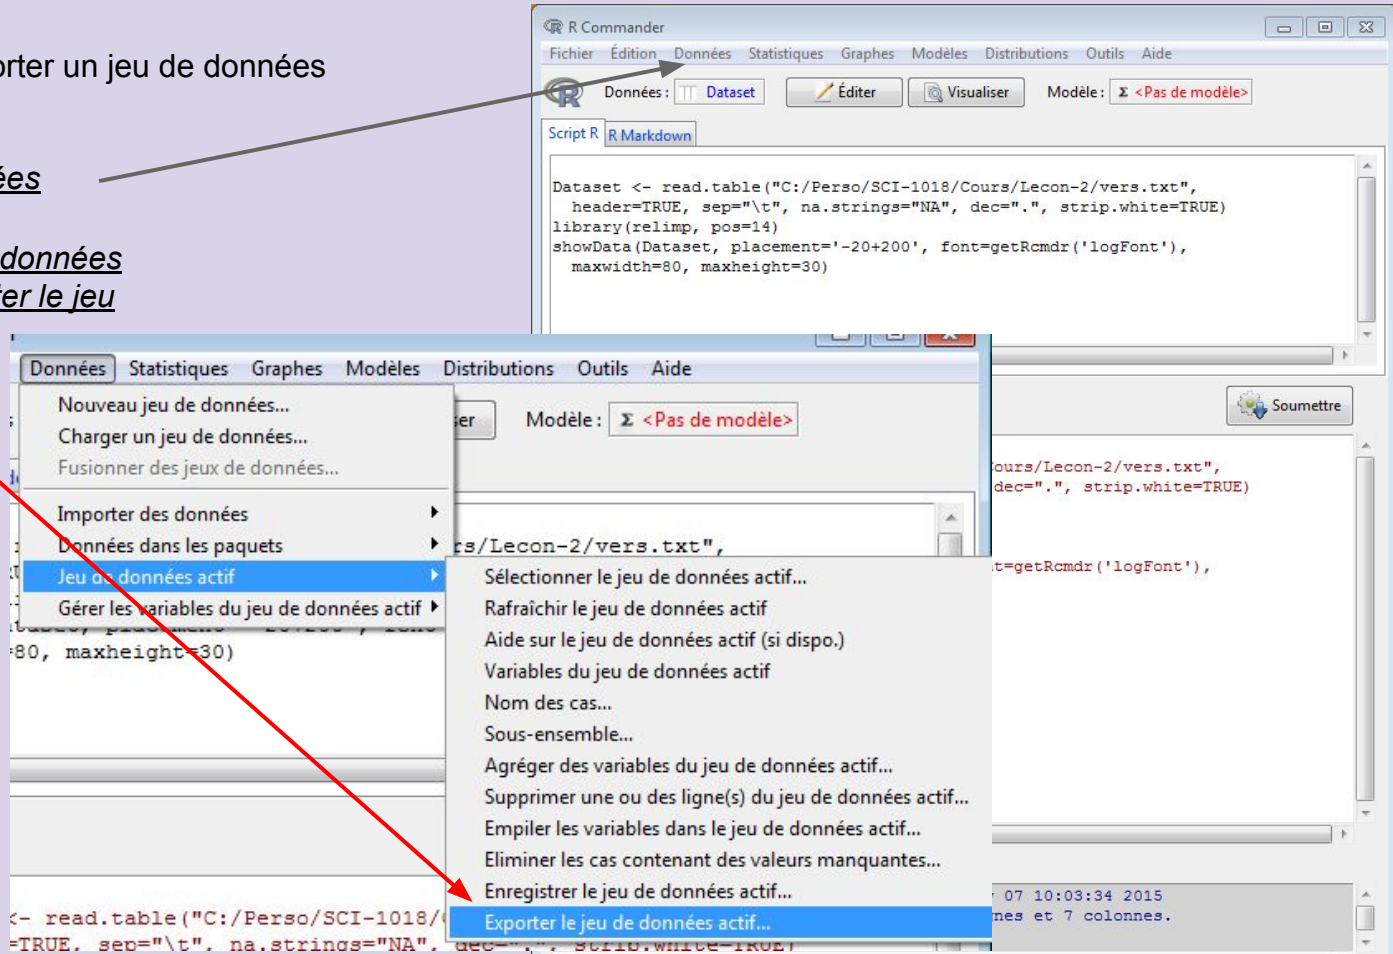 R Commander
Fichier Édition Données Statistiques Graphes Modèles Distributions Outils Aide
un jeu de données
Données : Dataset Éditer Visualiser Modèle : Σ <Pas de modèle>
Script R R Markdown
Dataset <- read.table("C:/Perso/SCI-1018/Cours/Lecon-2/vers.txt",
header=TRUE, sep="\t", na.strings="NA", dec=".", strip.white=TRUE)
library(relimp, pos=14)
showData(Dataset, placement='-20+200', font=getRcmdr('logFont'),
maxwidth=80, maxheight=30)
données
le jeu
Données Statistiques Graphes Modèles Distributions Outils Aide
Nouveau jeu de données...
Charger un jeu de données...
Fusionner des jeux de données...
Importer des données
Données dans les paquets
Jeu de données actif
Gérer les variables du jeu de données actif
Modèle : Σ <Pas de modèle>
rs/Lecon-2/vers.txt",
=80, maxheight=30)
Sélectionner le jeu de données actif...
Rafraîchir le jeu de données actif
Aide sur le jeu de données actif (si dispo.)
Variables du jeu de données actif
Nom des cas...
Sous-ensemble...
Agréger des variables du jeu de données actif...
Supprimer une ou des ligne(s) du jeu de données actif...
Empiler les variables dans le jeu de données actif...
Eliminer les cas contenant des valeurs manquantes...
Enregistrer le jeu de données actif...
Exporter le jeu de données actif...
Soumettre
ours/Lecon-2/vers.txt",
dec=".", strip.white=TRUE)
t=getRcmdr('logFont'),
07 10:03:34 2015
nes et 7 colonnes.
<- read.table("C:/Perso/SCI-1018/
=TRUE, sep="\t", na.strings="NA", dec=".", strip.white=TRUE)